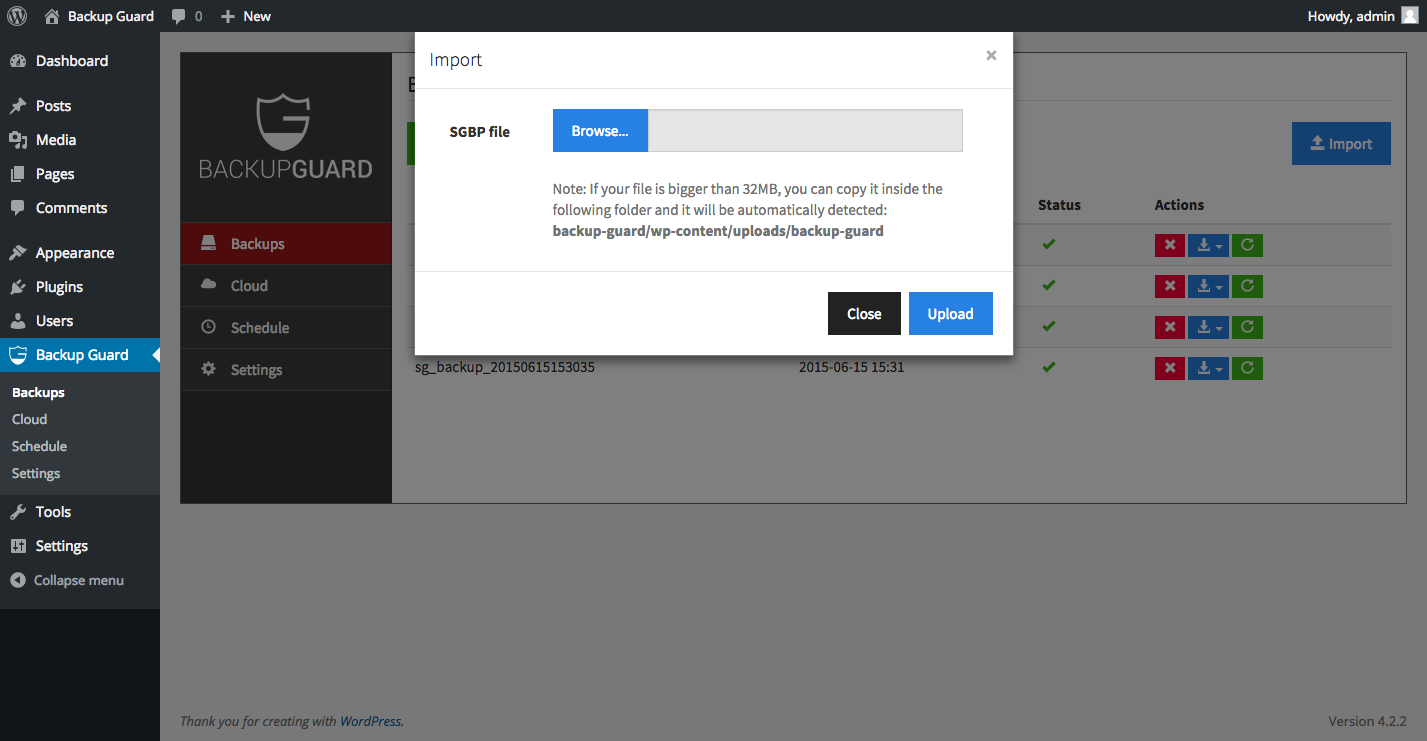 Backup Guard
0
New
Howdy, admin
Dashboard
Posts
Media
Pages
Comments
Appearance
Plugins
Users
Backup Guard
Backups
Cloud
Schedule
Settings
Tools
Settings
Collapse menu
BACKUPGUARD
Backups
Cloud
Schedule
Settings
Import
×
SGBP file
Browse...
Note: If your file is bigger than 32MB, you can copy it inside the
following folder and it will be automatically detected:
backup-guard/wp-content/uploads/backup-guard
Close
Upload
Import
Status
Actions
sg_backup_20150615153035
2015-06-15 15:31
Thank you for creating with WordPress.
Version 4.2.2